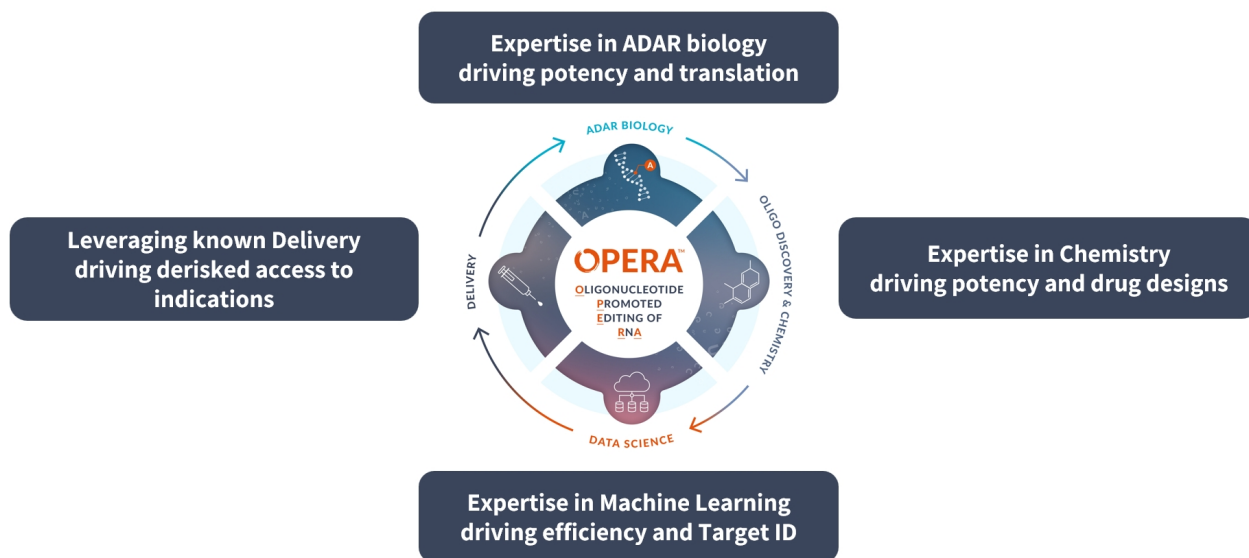 Expertise in ADAR biology
driving potency and translation
ADAR BIOLOGY
A
Leveraging known Delivery
driving derisked access to
indications
DELIVERY
OPERA™
OLIGONUCLEOTIDE
PROMOTED
EDITING OF
RNA
OLIGO DISCOVERY & CHEMISTRY
Expertise in Chemistry
driving potency and drug designs
DATA SCIENCE
Expertise in Machine Learning
driving efficiency and Target ID